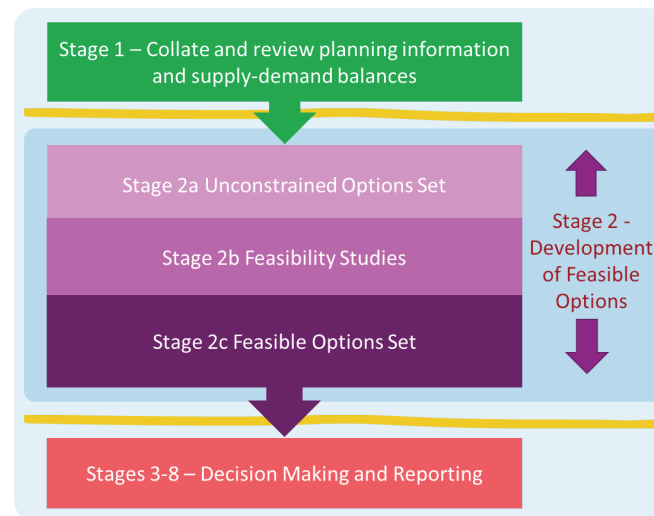 Stage 1 – Collate and review planning information
and supply-demand balances
Stage 2a Unconstrained Options Set
Stage 2b Feasibility Studies
Stage 2c Feasible Options Set
Stage 2 -
Development
of Feasible
Options
Stages 3-8 – Decision Making and Reporting